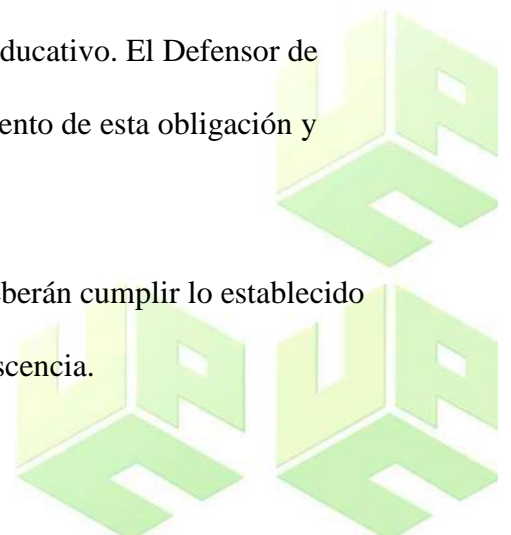 ducativo. El Defensor de
ento de esta obligación y
berán cumplir lo establecido
scencia.